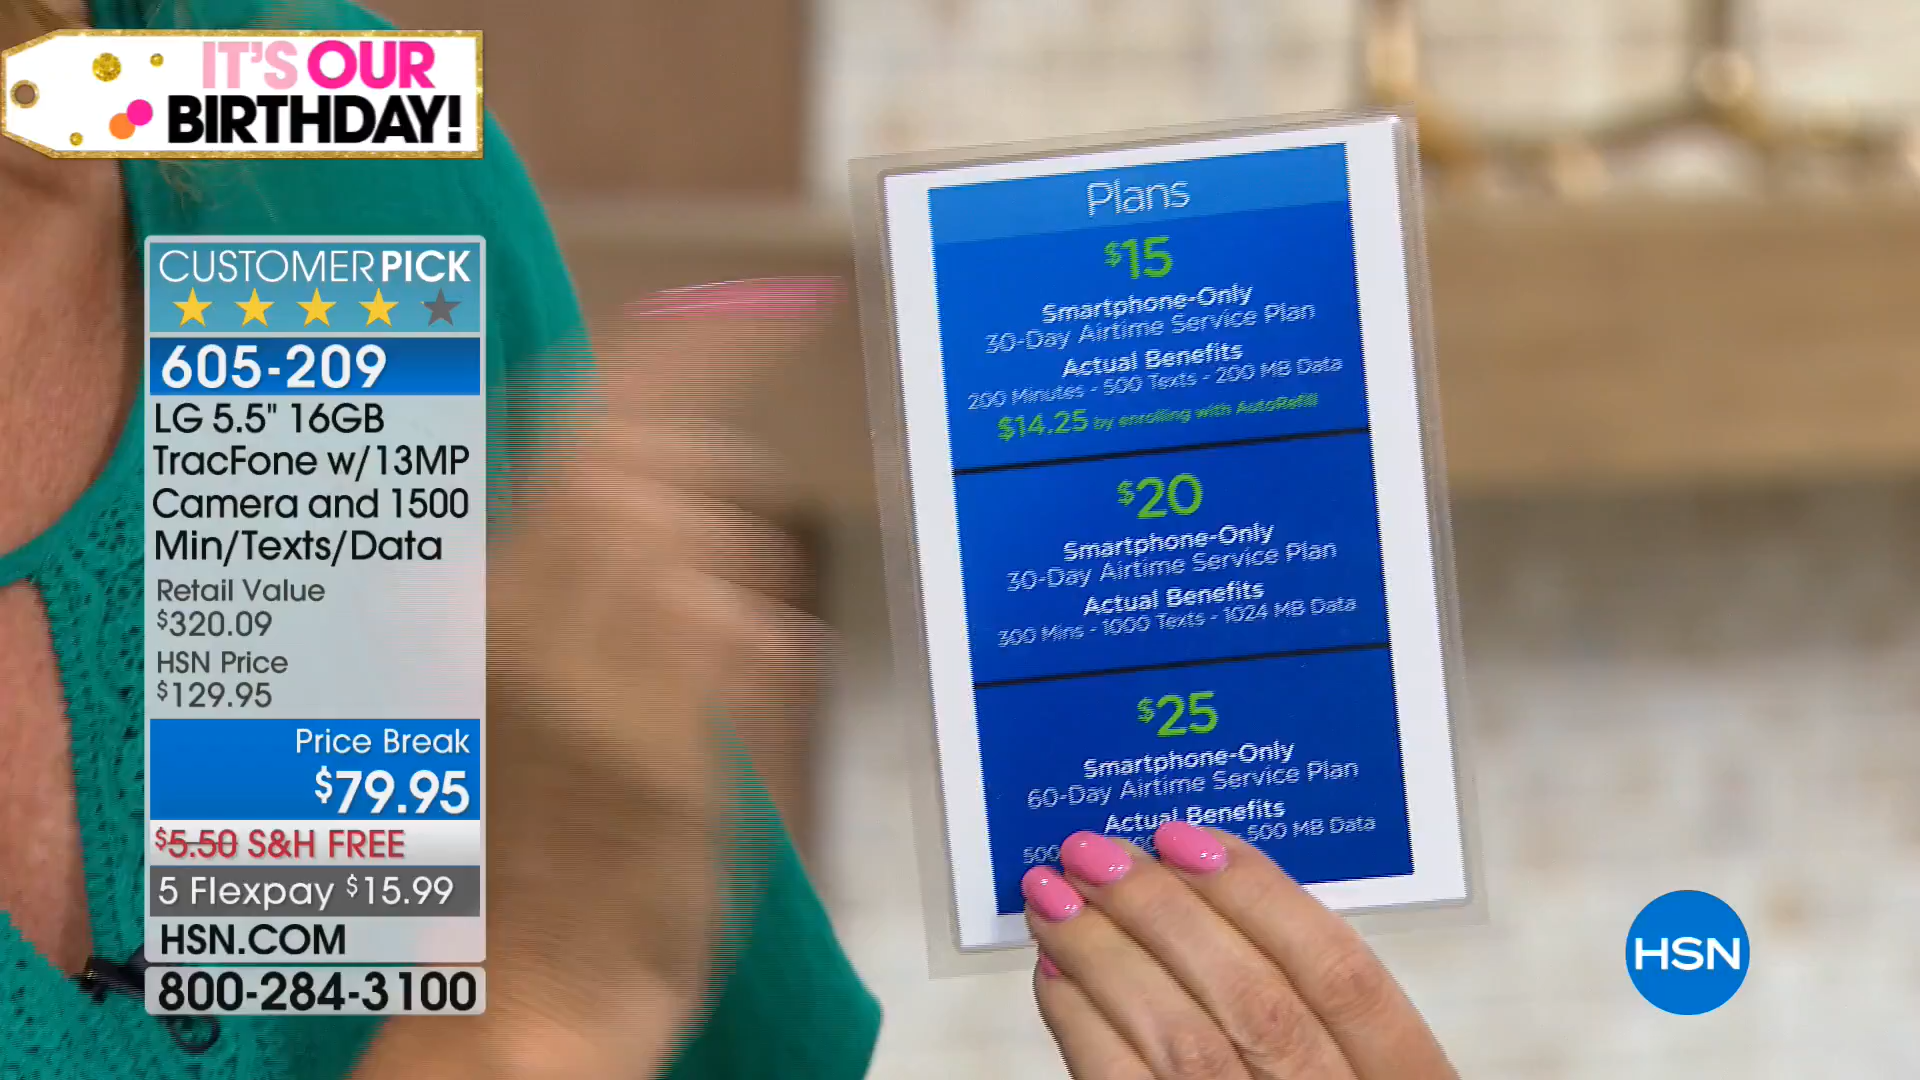 IT'S OUR
BIRTHDAY!
CUSTOMER PICK
605-209
LG 5.5" 16GB
TracFone w/13MP
Camera and 1500
Min/Texts/Data
Retail Value
$320.09
HSN Price
$129.95
Price Break
$79.95
$5.50 S&H FREE
5 Flexpay $15.99
HSN.COM
800-284-3100
Plans
$15
Smartphone-Only
30-Day Airtime Service Plan
Actual Benefits
200 Minutes - 500 Texts - 200 MB Data
$14.25 by enrolling with AutoRefill
$20
Smartphone-Only
30-Day Airtime Service Plan
Actual Benefits
300 Mins - 1000 Texts - 1024 MB Data
$25
Smartphone-Only
60-Day Airtime Service Plan
Actual Benefits
500 - 500 MB Data
HSN